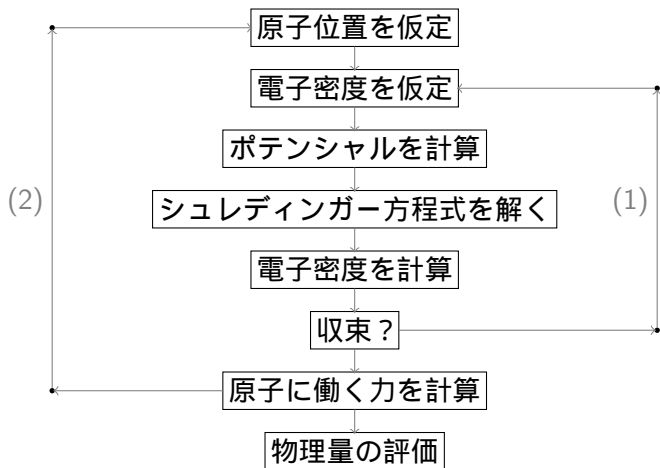 原子位置を仮定
電子密度を仮定
ポテンシャルを計算
(2)
(1)
シュレディンガー方程式を解く
電子密度を計算
収束？
原子に働く力を計算
物理量の評価